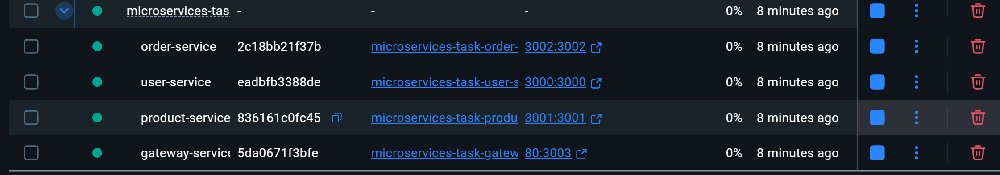 microservices-tas - - - 0% 8 minutes ago
order-service 2c18bb21f37b microservices-task-order- 3002:3002 0% 8 minutes ago
user-service eadbfb3388de microservices-task-user-s 3000:3000 0% 8 minutes ago
product-service 836161c0fc45 microservices-task-produ 3001:3001 0% 8 minutes ago
gateway-service 5da0671f3bfe microservices-task-gatew 80:3003 0% 8 minutes ago